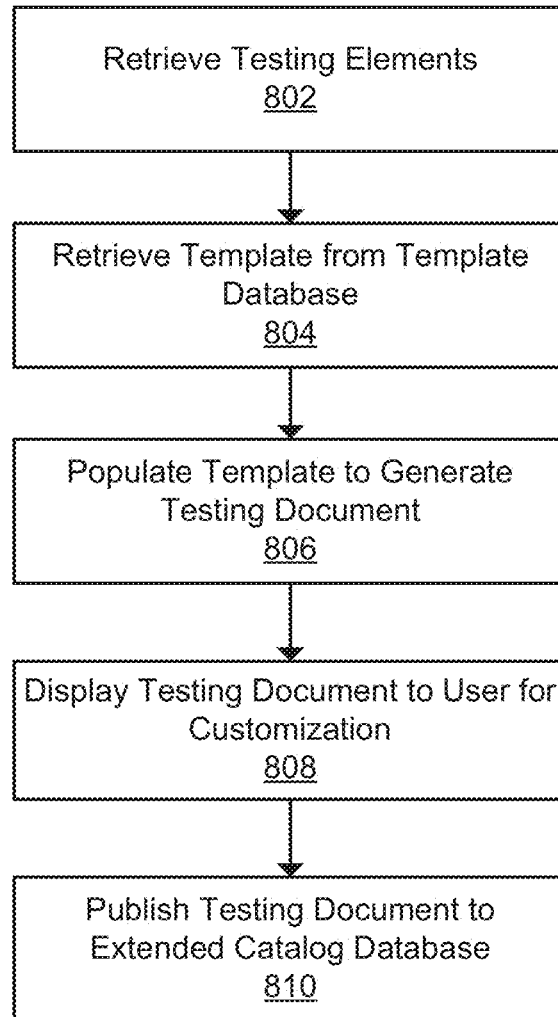 Retrieve Testing Elements
802
Retrieve Template from Template
Database
804
Populate Template to Generate
Testing Document
806
Display Testing Document to User for
Customization
808
Publish Testing Document to
Extended Catalog Database
810